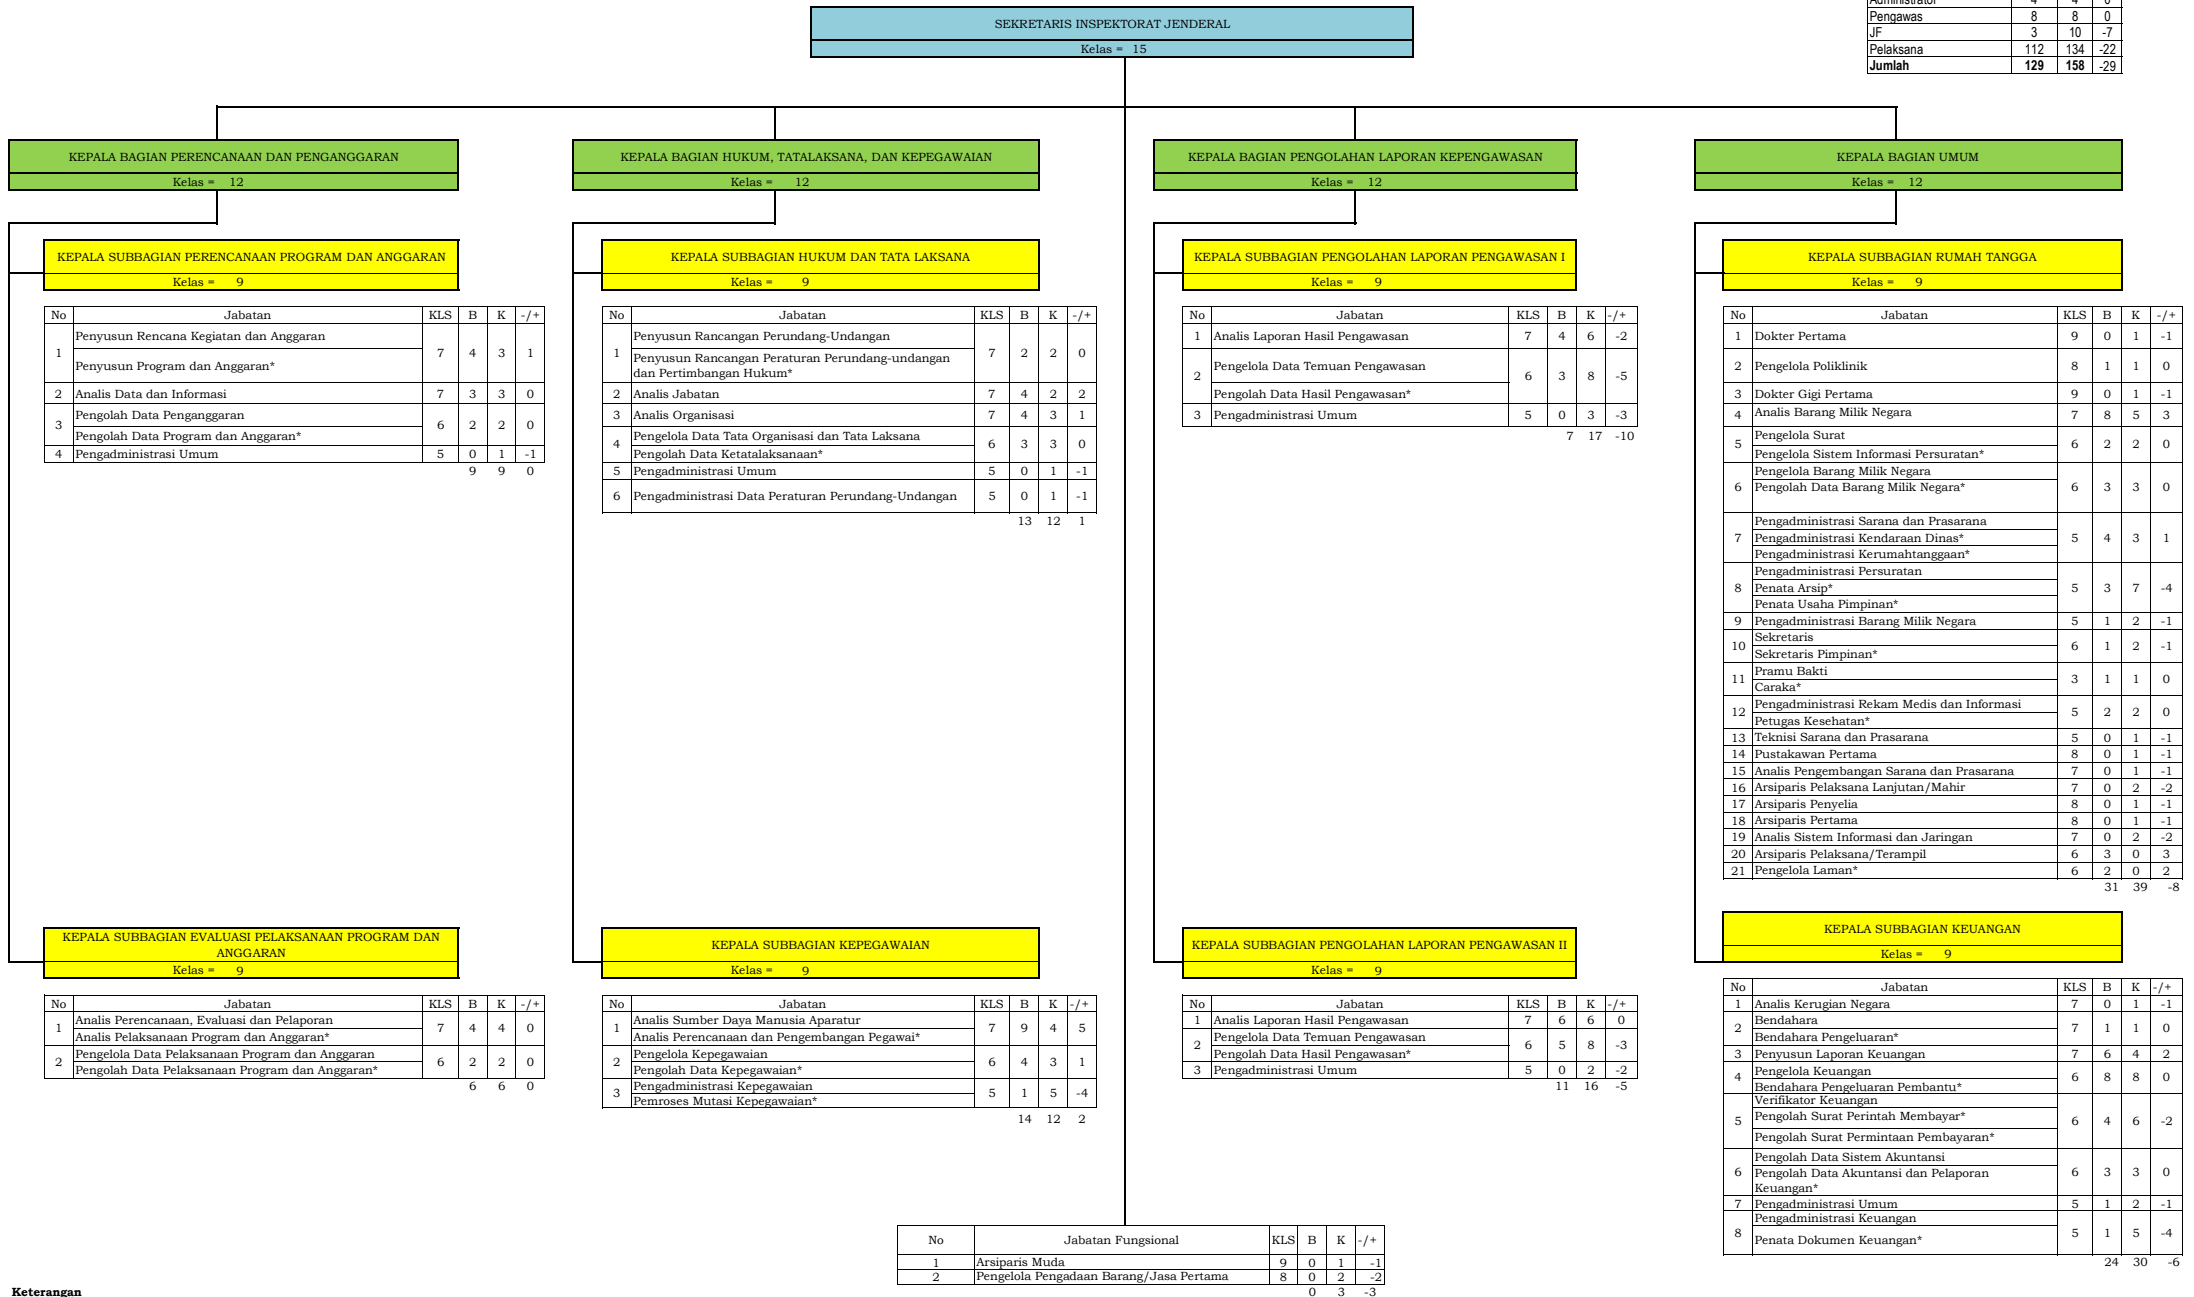 SEKRETARIS INSPEKTORAT JENDERAL
Kelas = 15
Administrator 4 4 0
Pengawas 8 8 0
JF 3 10 -7
Pelaksana 112 134 -22
Jumlah 129 158 -29
KEPALA BAGIAN PERENCANAAN DAN PENGANGGARAN
Kelas = 12
KEPALA SUBBAGIAN PERENCANAAN PROGRAM DAN ANGGARAN
Kelas = 9
No Jabatan KLS B K -/+
1 Penyusun Rencana Kegiatan dan Anggaran 7 4 3 1
Penyusun Program dan Anggaran*
2 Analis Data dan Informasi 7 3 3 0
3 Pengolah Data Penganggaran 6 2 2 0
Pengolah Data Program dan Anggaran*
4 Pengadministrasi Umum 5 0 1 -1
9 9 0
KEPALA SUBBAGIAN EVALUASI PELAKSANAAN PROGRAM DAN
ANGGARAN
Kelas = 9
No Jabatan KLS B K -/+
1 Analis Perencanaan, Evaluasi dan Pelaporan 7 4 4 0
Analis Pelaksanaan Program dan Anggaran*
2 Pengelola Data Pelaksanaan Program dan Anggaran 6 2 2 0
Pengolah Data Pelaksanaan Program dan Anggaran*
6 6 0
KEPALA BAGIAN HUKUM, TATALAKSANA, DAN KEPEGAWAIAN
Kelas = 12
KEPALA SUBBAGIAN HUKUM DAN TATA LAKSANA
Kelas = 9
No Jabatan KLS B K -/+
1 Penyusun Rancangan Perundang-Undangan 7 2 2 0
Penyusun Rancangan Peraturan Perundang-undangan
dan Pertimbangan Hukum*
2 Analis Jabatan 7 4 2 2
3 Analis Organisasi 7 4 3 1
4 Pengelola Data Tata Organisasi dan Tata Laksana 6 3 3 0
Pengolah Data Ketatalaksanaan*
5 Pengadministrasi Umum 5 0 1 -1
6 Pengadministrasi Data Peraturan Perundang-Undangan 5 0 1 -1
13 12 1
KEPALA SUBBAGIAN KEPEGAWAIAN
Kelas = 9
No Jabatan KLS B K -/+
1 Analis Sumber Daya Manusia Aparatur 7 9 4 5
Analis Perencanaan dan Pengembangan Pegawai*
2 Pengelola Kepegawaian 6 4 3 1
Pengolah Data Kepegawaian*
3 Pengadministrasi Kepegawaian 5 1 5 -4
Pemroses Mutasi Kepegawaian*
14 12 2
KEPALA BAGIAN PENGOLAHAN LAPORAN KEPENGAWASAN
Kelas = 12
KEPALA SUBBAGIAN PENGOLAHAN LAPORAN PENGAWASAN I
Kelas = 9
No Jabatan KLS B K -/+
1 Analis Laporan Hasil Pengawasan 7 4 6 -2
2 Pengelola Data Temuan Pengawasan 6 3 8 -5
Pengolah Data Hasil Pengawasan*
3 Pengadministrasi Umum 5 0 3 -3
7 17 -10
KEPALA SUBBAGIAN PENGOLAHAN LAPORAN PENGAWASAN II
Kelas = 9
No Jabatan KLS B K -/+
1 Analis Laporan Hasil Pengawasan 7 6 6 0
2 Pengelola Data Temuan Pengawasan 6 5 8 -3
Pengolah Data Hasil Pengawasan*
3 Pengadministrasi Umum 5 0 2 -2
11 16 -5
KEPALA BAGIAN UMUM
Kelas = 12
KEPALA SUBBAGIAN RUMAH TANGGA
Kelas = 9
No Jabatan KLS B K -/+
1 Dokter Pertama 9 0 1 -1
2 Pengelola Poliklinik 8 1 1 0
3 Dokter Gigi Pertama 9 0 1 -1
4 Analis Barang Milik Negara 7 8 5 3
5 Pengelola Surat 6 2 2 0
Pengelola Sistem Informasi Persuratan*
6 Pengelola Barang Milik Negara 6 3 3 0
Pengolah Data Barang Milik Negara*
7 Pengadministrasi Sarana dan Prasarana 5 4 3 1
Pengadministrasi Kendaraan Dinas*
Pengadministrasi Kerumahtanggaan*
8 Pengadministrasi Persuratan 5 3 7 -4
Penata Arsip*
Penata Usaha Pimpinan*
9 Pengadministrasi Barang Milik Negara 5 1 2 -1
10 Sekretaris 6 1 2 -1
Sekretaris Pimpinan*
11 Pramu Bakti 3 1 1 0
Caraka*
12 Pengadministrasi Rekam Medis dan Informasi 5 2 2 0
Petugas Kesehatan*
13 Teknisi Sarana dan Prasarana 5 0 1 -1
14 Pustakawan Pertama 8 0 1 -1
15 Analis Pengembangan Sarana dan Prasarana 7 0 1 -1
16 Arsiparis Pelaksana Lanjutan/Mahir 7 0 2 -2
17 Arsiparis Penyelia 8 0 1 -1
18 Arsiparis Pertama 8 0 1 -1
19 Analis Sistem Informasi dan Jaringan 7 0 2 -2
20 Arsiparis Pelaksana/Terampil 6 3 0 3
21 Pengelola Laman* 6 2 0 2
31 39 -8
KEPALA SUBBAGIAN KEUANGAN
Kelas = 9
No Jabatan KLS B K -/+
1 Analis Kerugian Negara 7 0 1 -1
2 Bendahara 7 1 1 0
Bendahara Pengeluaran*
3 Penyusun Laporan Keuangan 7 6 4 2
4 Pengelola Keuangan 6 8 8 0
Bendahara Pengeluaran Pembantu*
5 Verifikator Keuangan 6 4 6 -2
Pengolah Surat Perintah Membayar*
Pengolah Surat Permintaan Pembayaran*
6 Pengolah Data Sistem Akuntansi 6 3 3 0
Pengolah Data Akuntansi dan Pelaporan
Keuangan*
7 Pengadministrasi Umum 5 1 2 -1
8 Pengadministrasi Keuangan 5 1 5 -4
Penata Dokumen Keuangan*
24 30 -6
No Jabatan Fungsional KLS B K -/+
1 Arsiparis Muda 9 0 1 -1
2 Pengelola Pengadaan Barang/Jasa Pertama 8 0 2 -2
0 3 -3
Keterangan